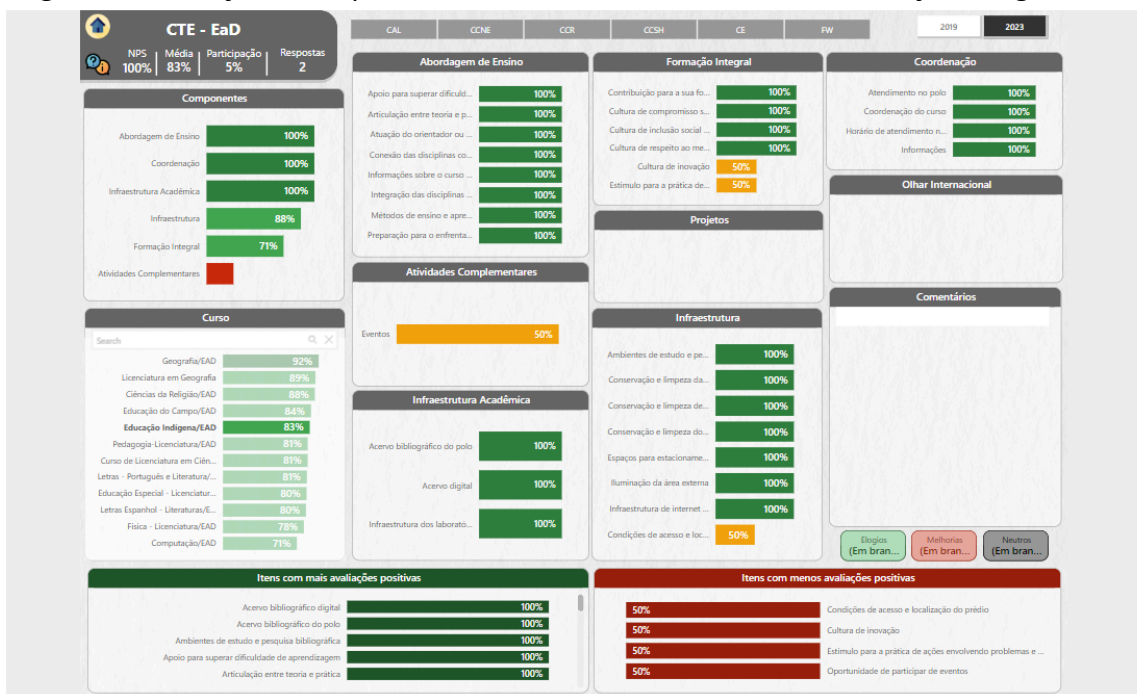 CTE - EaD
NPS Média Participação Respostas
100% 83% 5% 2
CAL CCNE CCR CCSH CE FW
2019 2023
Componentes
Abordagem de Ensino 100%
Coordenação 100%
Infraestrutura Acadêmica 100%
Infraestrutura 88%
Formação Integral 71%
Atividades Complementares
Curso
Search
Geografia/EAD 92%
Licenciatura em Geografia 89%
Ciências da Religião/EAD 88%
Educação do Campo/EAD 84%
Educação Indígena/EAD 83%
Pedagogia-Licenciatura/EAD 81%
Curso de Licenciatura em Ciên... 81%
Letras - Português e Literatura/... 81%
Educação Especial - Licenciatur... 80%
Letras Espanhol - Literaturas/E... 80%
Física - Licenciatura/EAD 78%
Computação/EAD 71%
Abordagem de Ensino
Apoio para superar dificuld... 100%
Articulação entre teoria e p... 100%
Atuação do orientador ou ... 100%
Conexão das disciplinas co... 100%
Informações sobre o curso ... 100%
Integração das disciplinas ... 100%
Métodos de ensino e apre... 100%
Preparação para o enfrenta... 100%
Atividades Complementares
Eventos 50%
Infraestrutura Acadêmica
Acervo bibliográfico do polo 100%
Acervo digital 100%
Infraestrutura dos laborató... 100%
Formação Integral
Contribuição para a sua fo... 100%
Cultura de compromisso s... 100%
Cultura de inclusão social ... 100%
Cultura de respeito ao me... 100%
Cultura de inovação 50%
Estímulo para a prática de... 50%
Projetos
Infraestrutura
Ambientes de estudo e pe... 100%
Conservação e limpeza da... 100%
Conservação e limpeza de... 100%
Conservação e limpeza do... 100%
Espaços para estacioname... 100%
Iluminação da área externa 100%
Infraestrutura de internet ... 100%
Condições de acesso e loc... 50%
Coordenação
Atendimento no polo 100%
Coordenação do curso 100%
Horário de atendimento n... 100%
Informações 100%
Olhar Internacional
Comentários
Elogios Melhorias Neutros
(Em bran... (Em bran... (Em bran...
Itens com mais avaliações positivas
Acervo bibliográfico digital 100%
Acervo bibliográfico do polo 100%
Ambientes de estudo e pesquisa bibliográfica 100%
Apoio para superar dificuldade de aprendizagem 100%
Articulação entre teoria e prática 100%
Itens com menos avaliações positivas
50% Condições de acesso e localização do prédio
50% Cultura de inovação
50% Estímulo para a prática de ações envolvendo problemas e ...
50% Oportunidade de participar de eventos